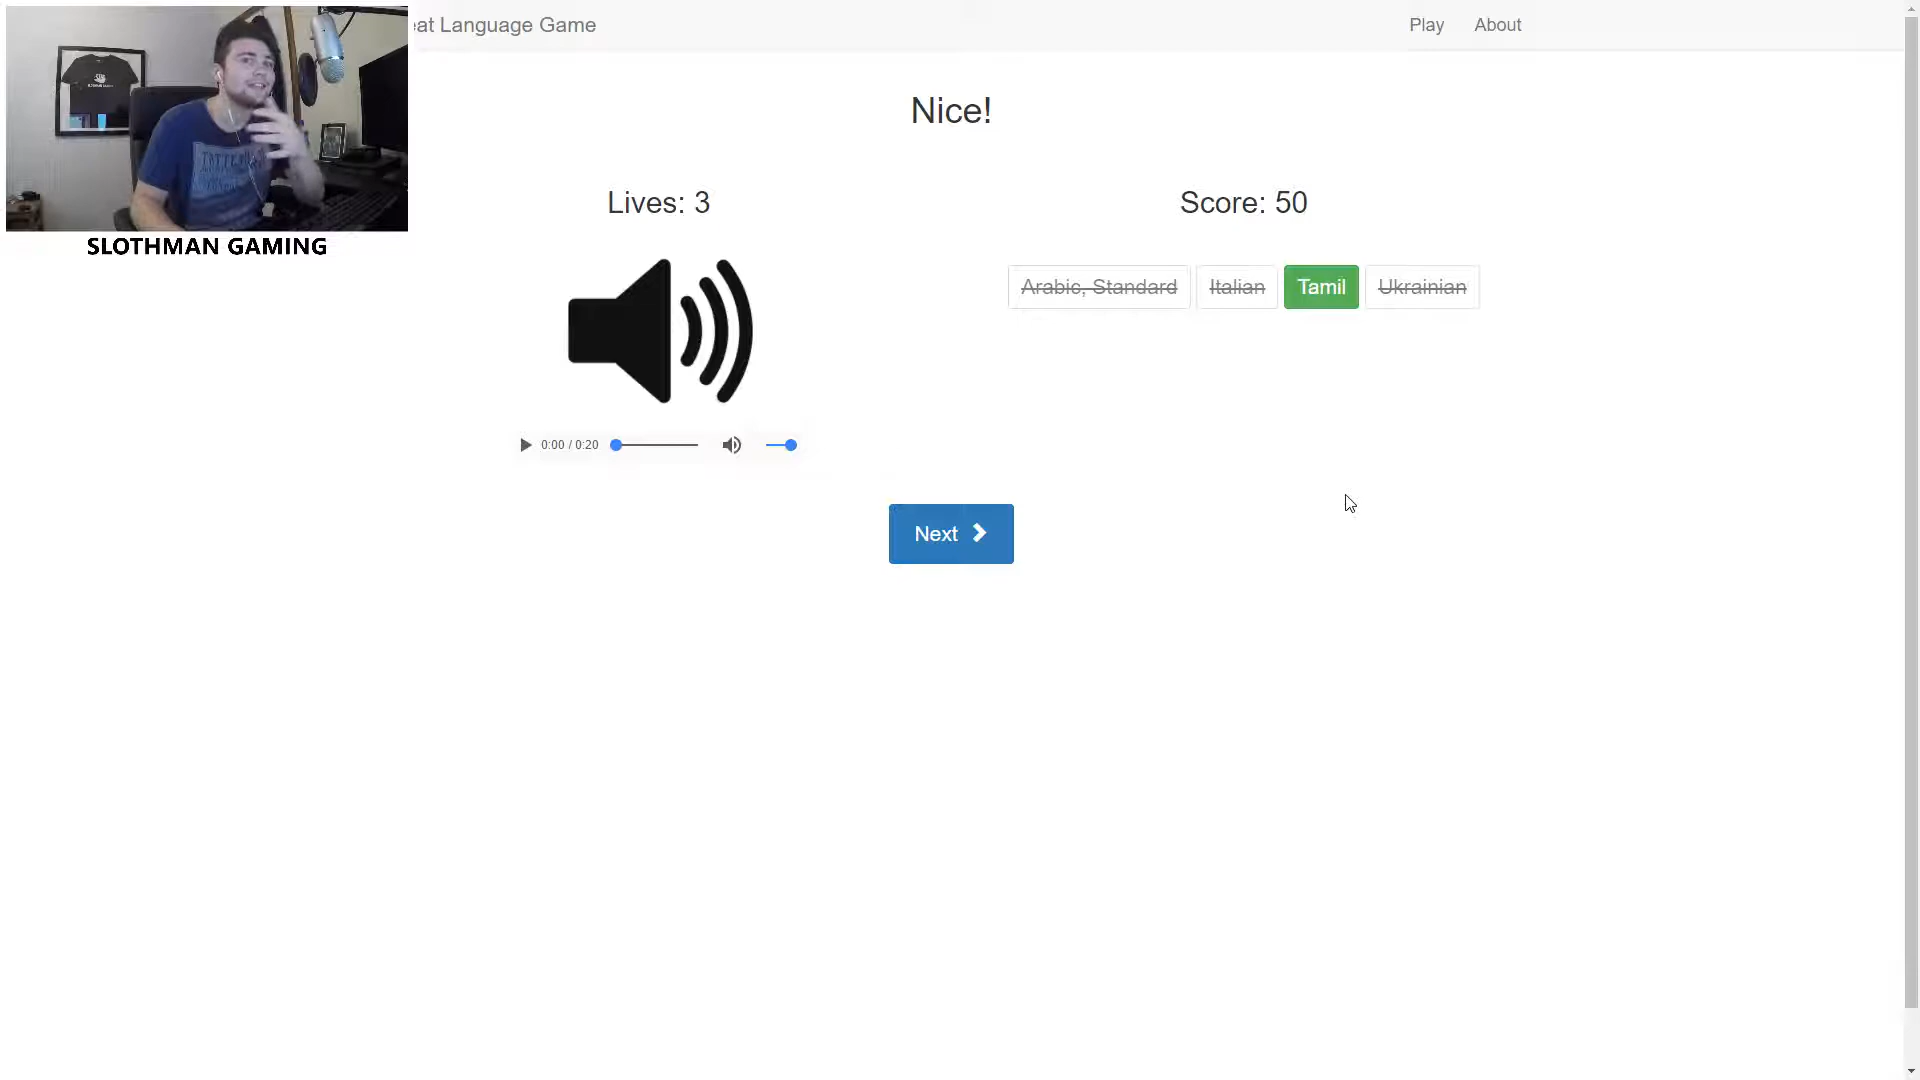 eat Language Game
Play
About
Nice!
Lives: 3
Score: 50
SLOTHMAN GAMING
Arabic, Standard
Italian
Tamil
Ukrainian
0:00 / 0:20
Next